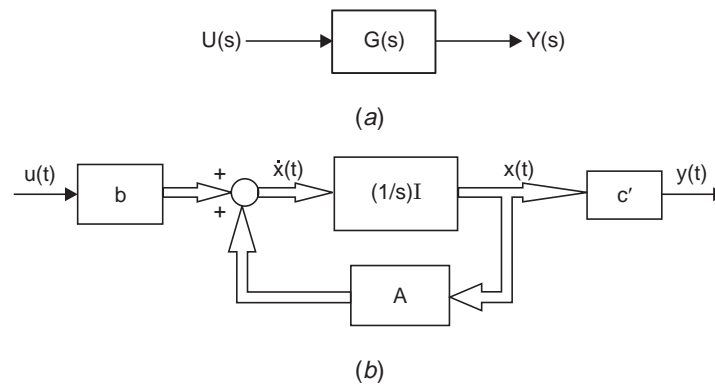 U(s) G(s) Y(s)
(a)
u(t) b + + ẋ(t) (1/s)I x(t) c′ y(t)
A
(b)